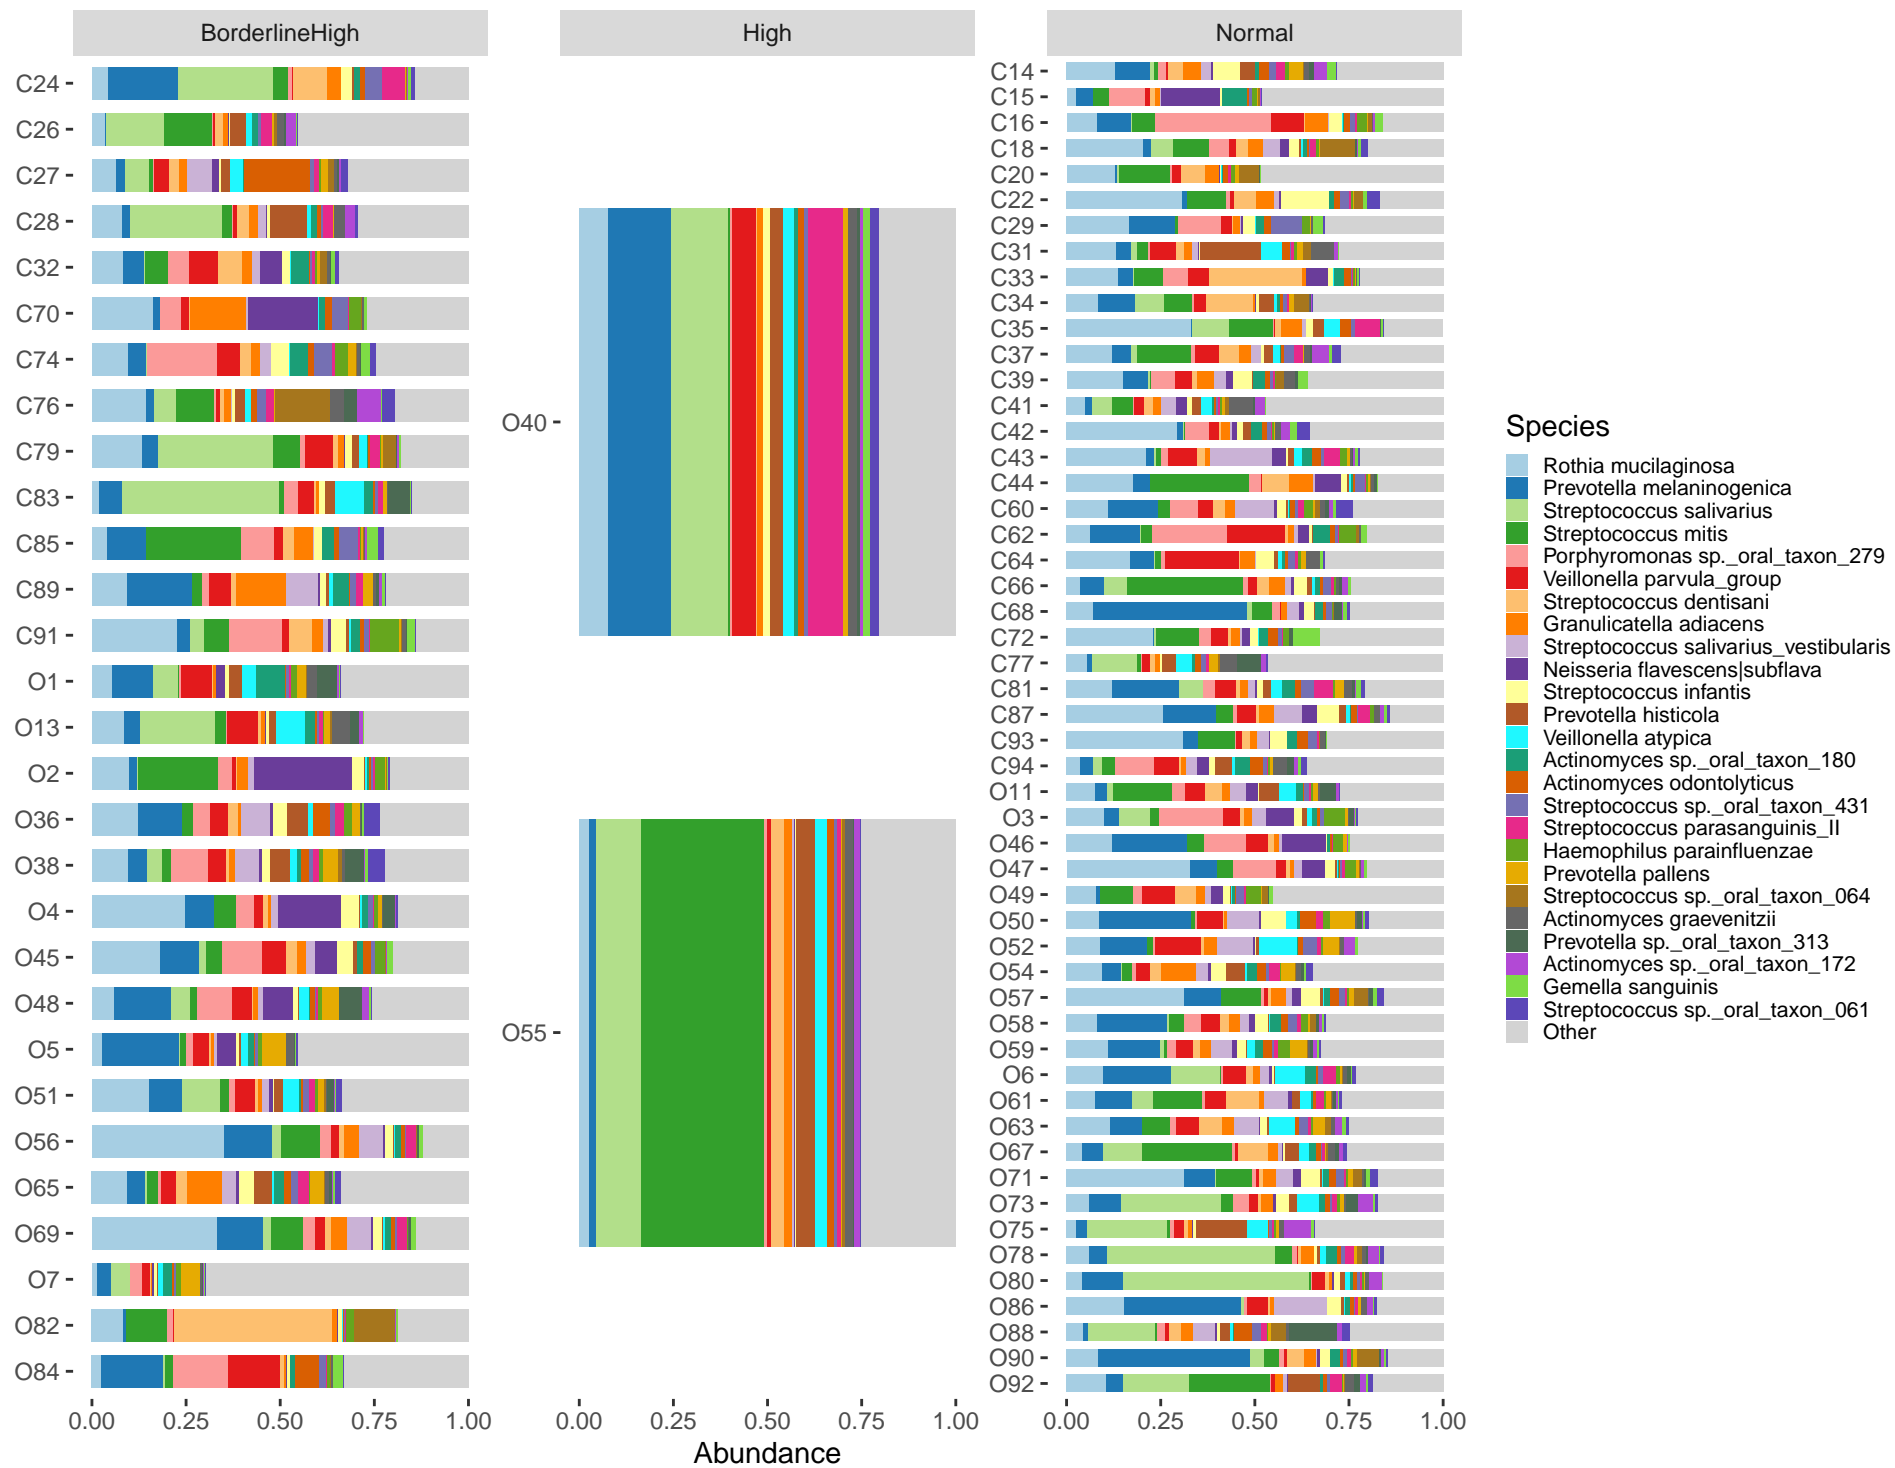 BorderlineHigh
High
Normal
C24
C26
C27
C28
C32
C70
C74
C76
C79
C83
C85
C89
C91
O1
O13
O2
O36
O38
O4
O45
O48
O5
O51
O56
O65
O69
O7
O82
O84
0.00 0.25 0.50 0.75 1.00
O40
O55
0.00 0.25 0.50 0.75 1.00
Abundance
C14
C15
C16
C18
C20
C22
C29
C31
C33
C34
C35
C37
C39
C41
C42
C43
C44
C60
C62
C64
C66
C68
C72
C77
C81
C87
C93
C94
O11
O3
O46
O47
O49
O50
O52
O54
O57
O58
O59
O6
O61
O63
O67
O71
O73
O75
O78
O80
O86
O88
O90
O92
0.00 0.25 0.50 0.75 1.00
Species
Rothia mucilaginosa
Prevotella melaninogenica
Streptococcus salivarius
Streptococcus mitis
Porphyromonas sp._oral_taxon_279
Veillonella parvula_group
Streptococcus dentisani
Granulicatella adiacens
Streptococcus salivarius_vestibularis
Neisseria flavescens|subflava
Streptococcus infantis
Prevotella histicola
Veillonella atypica
Actinomyces sp._oral_taxon_180
Actinomyces odontolyticus
Streptococcus sp._oral_taxon_431
Streptococcus parasanguinis_II
Haemophilus parainfluenzae
Prevotella pallens
Streptococcus sp._oral_taxon_064
Actinomyces graevenitzii
Prevotella sp._oral_taxon_313
Actinomyces sp._oral_taxon_172
Gemella sanguinis
Streptococcus sp._oral_taxon_061
Other